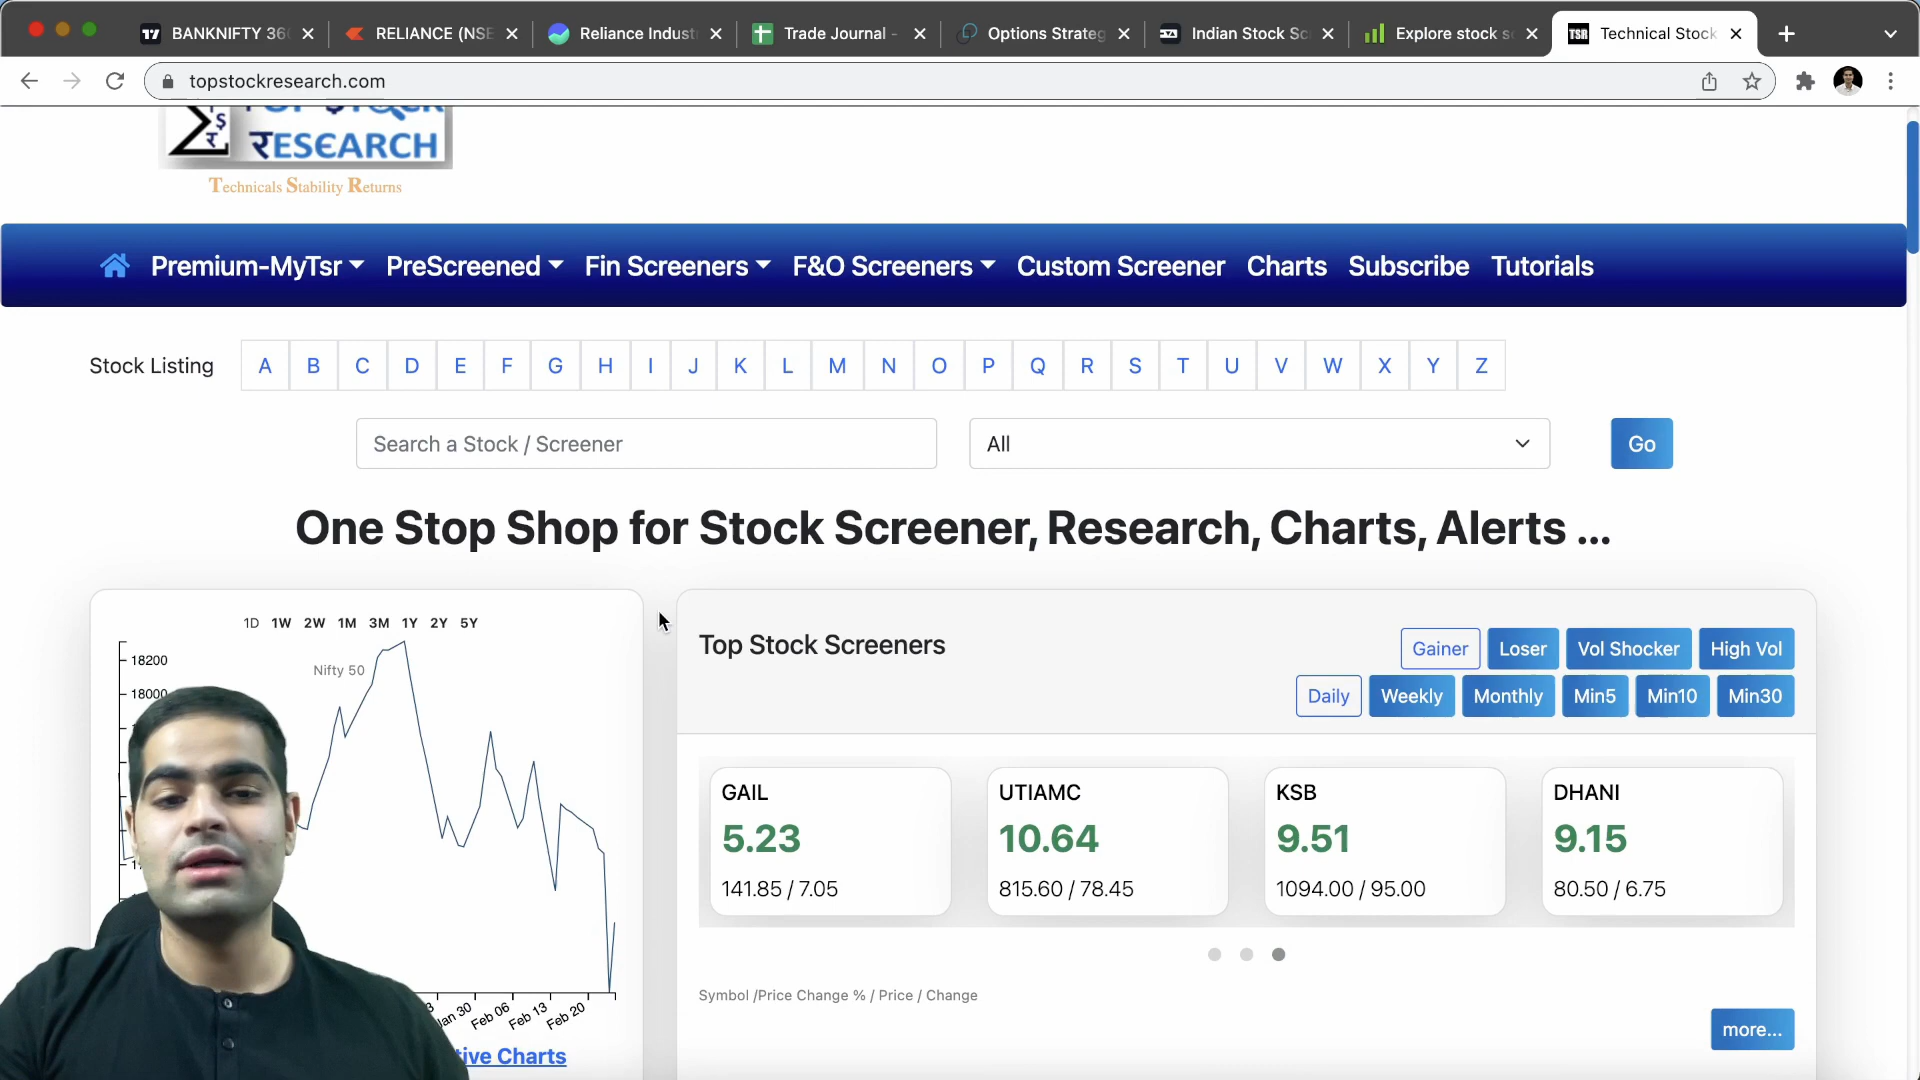 BANKNIFTY 36
RELIANCE (NSE
Reliance Indust
Trade Journal -
Options Strateg
Indian Stock Sc
Explore stock s
TSR Technical Stock
topstockresearch.com
RESEARCH
Technicals Stability Returns
Premium-MyTsr PreScreened Fin Screeners F&O Screeners Custom Screener Charts Subscribe Tutorials
Stock Listing A B C D E F G H I J K L M N O P Q R S T U V W X Y Z
Search a Stock / Screener All Go
One Stop Shop for Stock Screener, Research, Charts, Alerts ...
1D 1W 2W 1M 3M 1Y 2Y 5Y
18200
Nifty 50
18000
Jan 30 Feb 06 Feb 13 Feb 20
tive Charts
Top Stock Screeners
Gainer Loser Vol Shocker High Vol
Daily Weekly Monthly Min5 Min10 Min30
GAIL UTIAMC KSB DHANI
5.23 10.64 9.51 9.15
141.85 / 7.05 815.60 / 78.45 1094.00 / 95.00 80.50 / 6.75
Symbol /Price Change % / Price / Change
more...